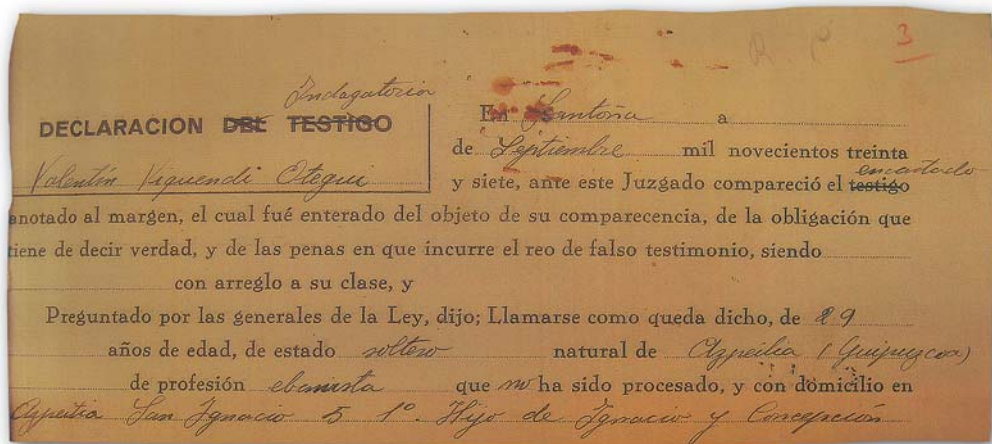 R. P 3
Indagatoria
DECLARACION DEL TESTIGO
Valentín Iiquendi Otegui
En Santoña a
de Septiembre mil novecientos treinta
encartado
y siete, ante este Juzgado compareció el testigo
anotado al margen, el cual fué enterado del objeto de su comparecencia, de la obligación que
tiene de decir verdad, y de las penas en que incurre el reo de falso testimonio, siendo
con arreglo a su clase, y
Preguntado por las generales de la Ley, dijo; Llamarse como queda dicho, de 29
años de edad, de estado soltero natural de Azpeitia (Guipuzcoa)
de profesión ebanista que no ha sido procesado, y con domicilio en
Azpeitia San Ignacio 5 1º. Hijo de Ignacio y Concepción